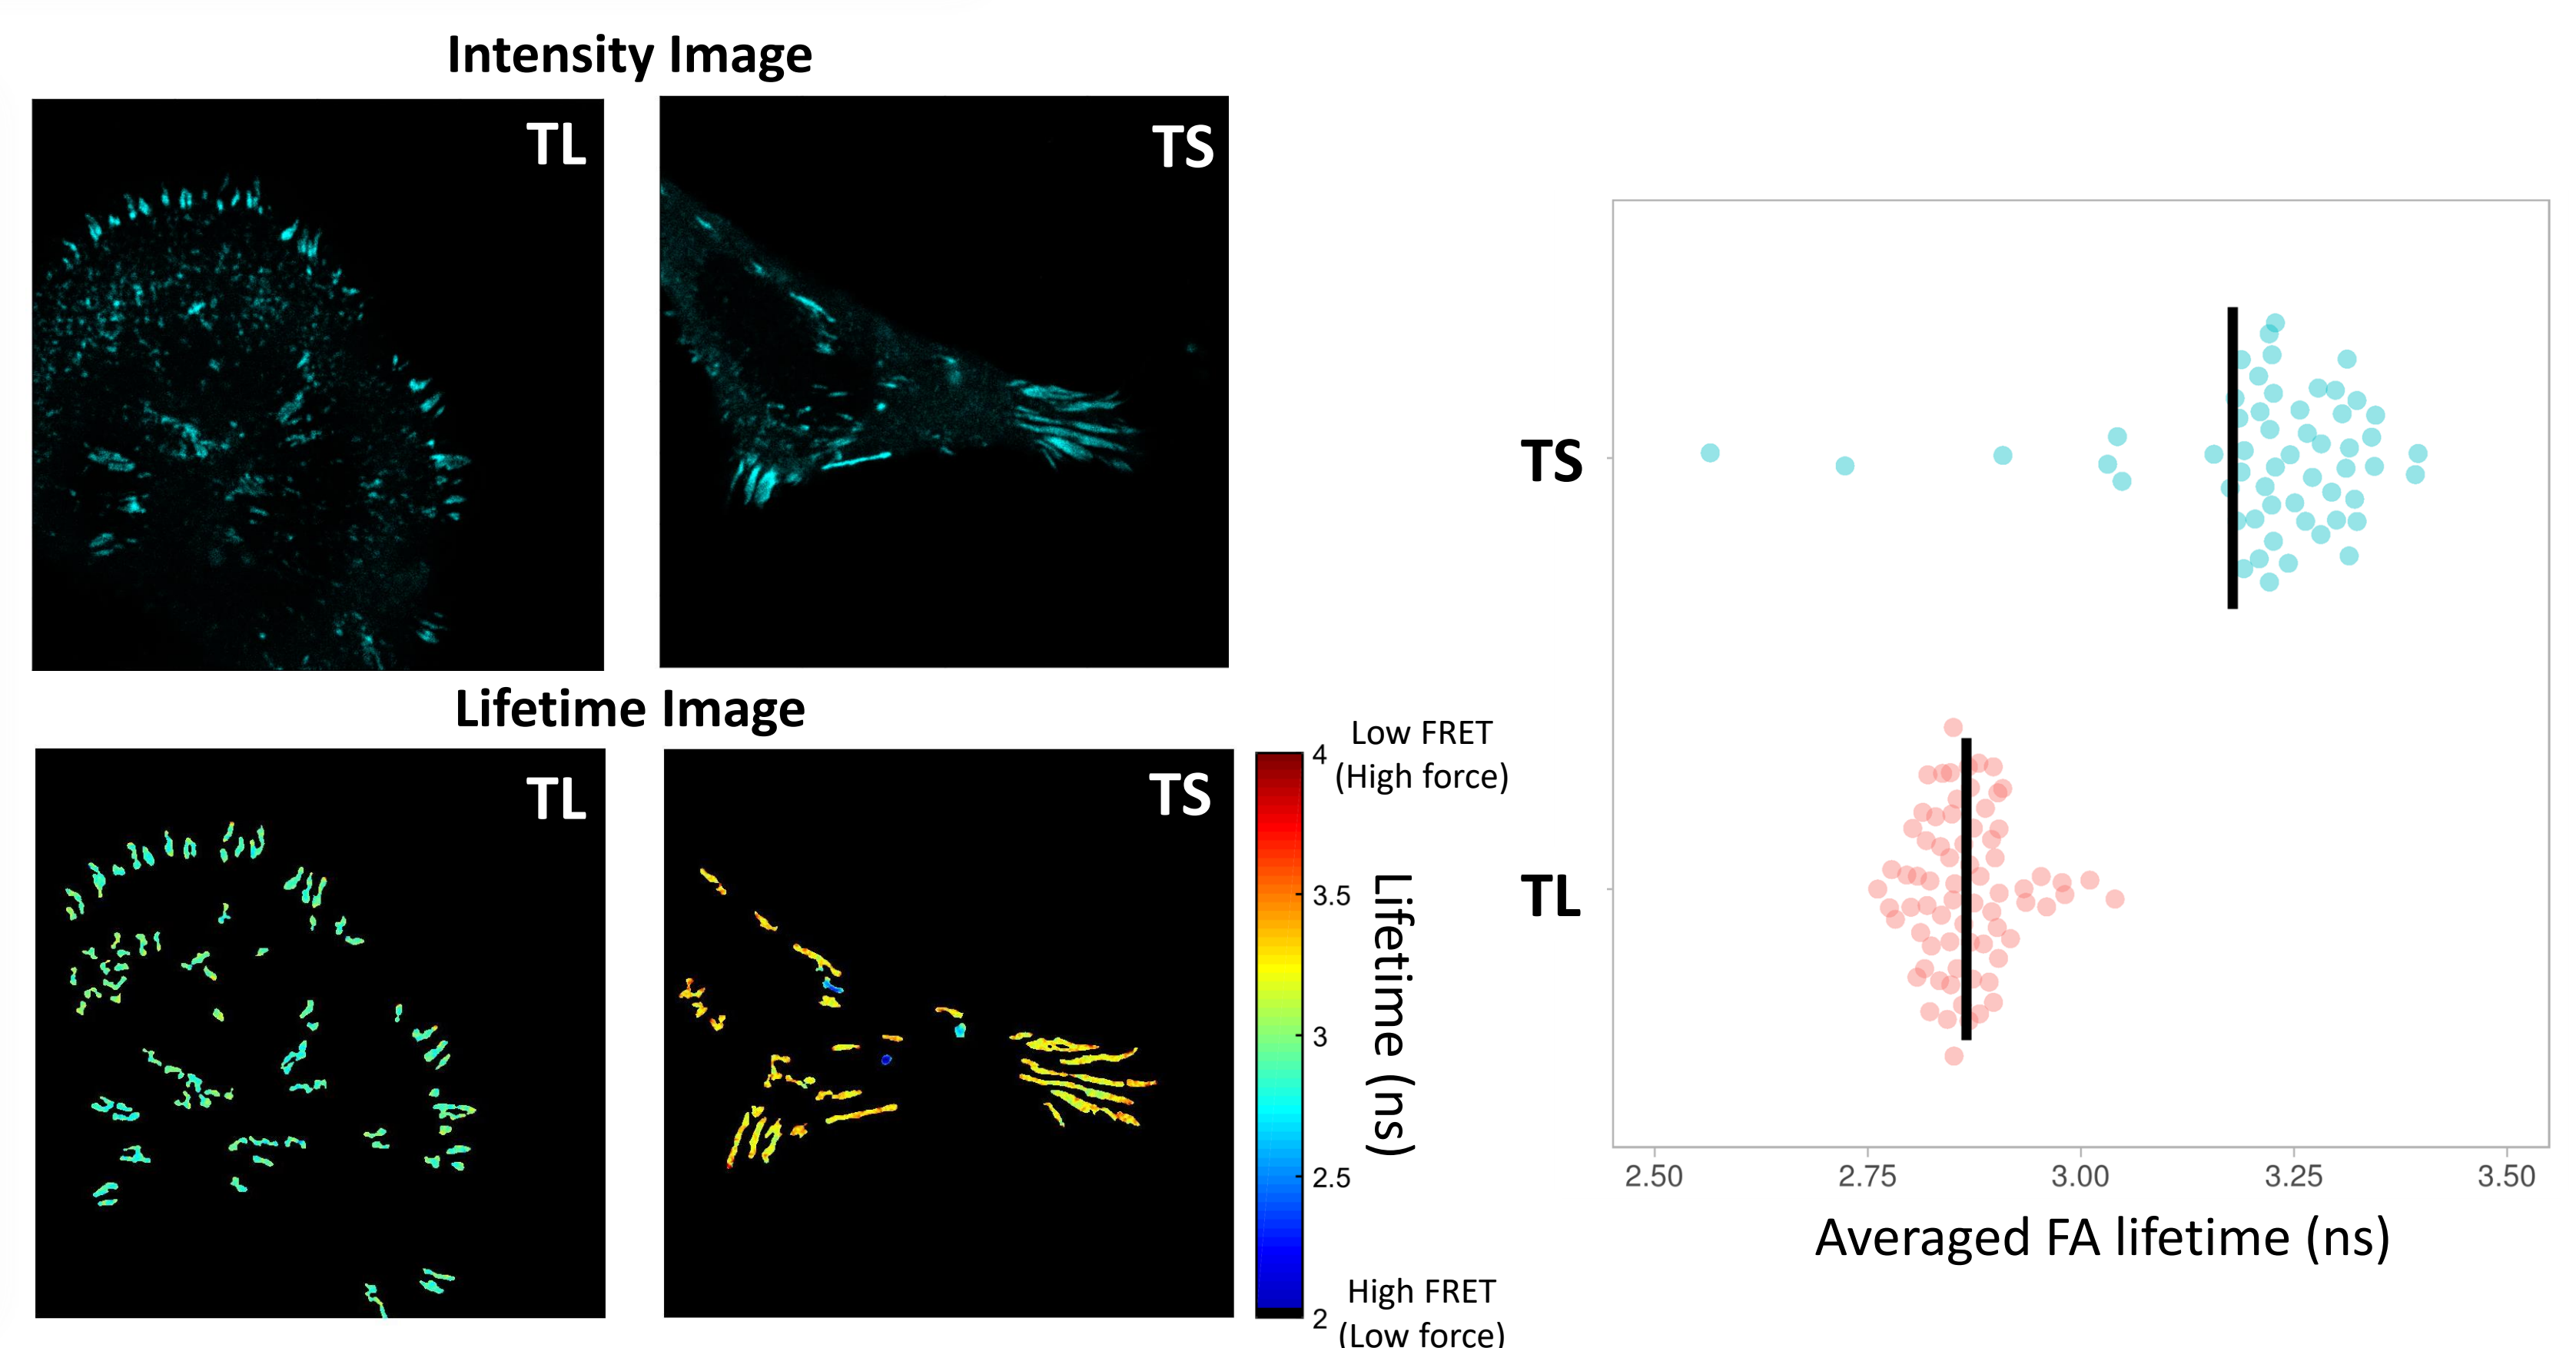 Intensity Image
TL
TS
Lifetime Image
TL
TS
4
3.5
3
2.5
2
Low FRET
(High force)
Lifetime (ns)
High FRET
(Low force)
TS
TL
2.50
2.75
3.00
3.25
3.50
Averaged FA lifetime (ns)